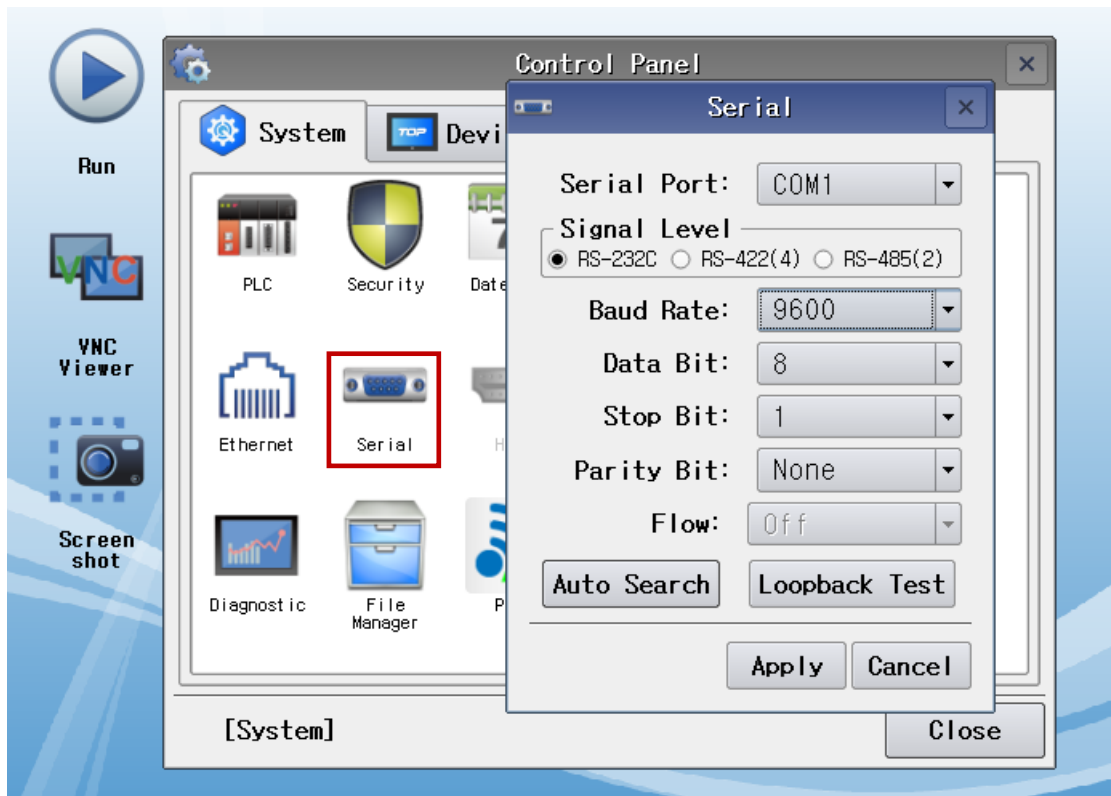 Run
VNC
VNC
Viewer
Screen
shot
Control Panel
System
TOP
PLC
Security
Ethernet
Serial
Diagnostic
File
Manager
[System]
Close
Serial
Serial Port: COM1
Signal Level
RS-232C RS-422(4) RS-485(2)
Baud Rate: 9600
Data Bit: 8
Stop Bit: 1
Parity Bit: None
Flow: Off
Auto Search Loopback Test
Apply Cancel